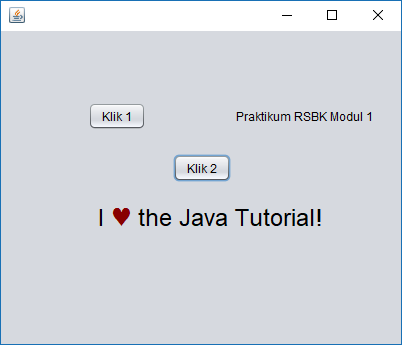 Klik 1
Praktikum RSBK Modul 1
Klik 2
I ♥ the Java Tutorial!